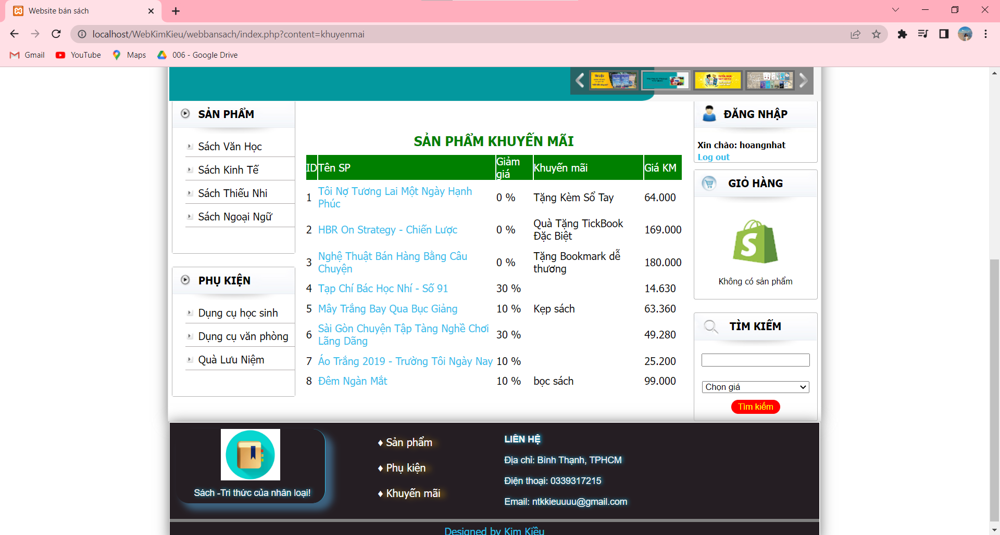 Website bán sách
localhost/WebKimKieu/webbansach/index.php?content=khuyenmai
Gmail
YouTube
Maps
006 - Google Drive
SẢN PHẨM
Sách Văn Học
Sách Kinh Tế
Sách Thiếu Nhi
Sách Ngoại Ngữ
PHỤ KIỆN
Dụng cụ học sinh
Dụng cụ văn phòng
Quà Lưu Niệm
SẢN PHẨM KHUYẾN MÃI
ID Tên SP Giảm giá Khuyến mãi Giá KM
1 Tôi Nợ Tương Lai Một Ngày Hạnh Phúc 0 % Tặng Kèm Sổ Tay 64.000
2 HBR On Strategy - Chiến Lược 0 % Quà Tặng TickBook Đặc Biệt 169.000
3 Nghệ Thuật Bán Hàng Bằng Câu Chuyện 0 % Tặng Bookmark dễ thương 180.000
4 Tạp Chí Bác Học Nhí - Số 91 30 % 14.630
5 Mây Trắng Bay Qua Bục Giảng 10 % Kẹp sách 63.360
6 Sài Gòn Chuyện Tập Tàng Nghề Chơi Lãng Dãng 30 % 49.280
7 Áo Trắng 2019 - Trường Tôi Ngày Nay 10 % 25.200
8 Đêm Ngàn Mắt 10 % bọc sách 99.000
ĐĂNG NHẬP
Xin chào: hoangnhat
Log out
GIỎ HÀNG
Không có sản phẩm
TÌM KIẾM
Chọn giá
Tìm kiếm
Sách -Tri thức của nhân loại!
♦ Sản phẩm
♦ Phụ kiện
♦ Khuyến mãi
LIÊN HỆ
Địa chỉ: Bình Thạnh, TPHCM
Điện thoại: 0339317215
Email: ntkkieuuuu@gmail.com
Designed by Kim Kiều